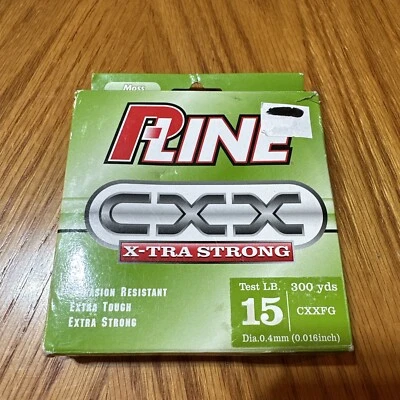 Moss
P-LINE
CXX
X-TRA STRONG
RESISTANT
EXTRA TOUGH
EXTRA STRONG
Test LB. 300 yds
15 CXXFG
Dia.0.4mm (0.016inch)